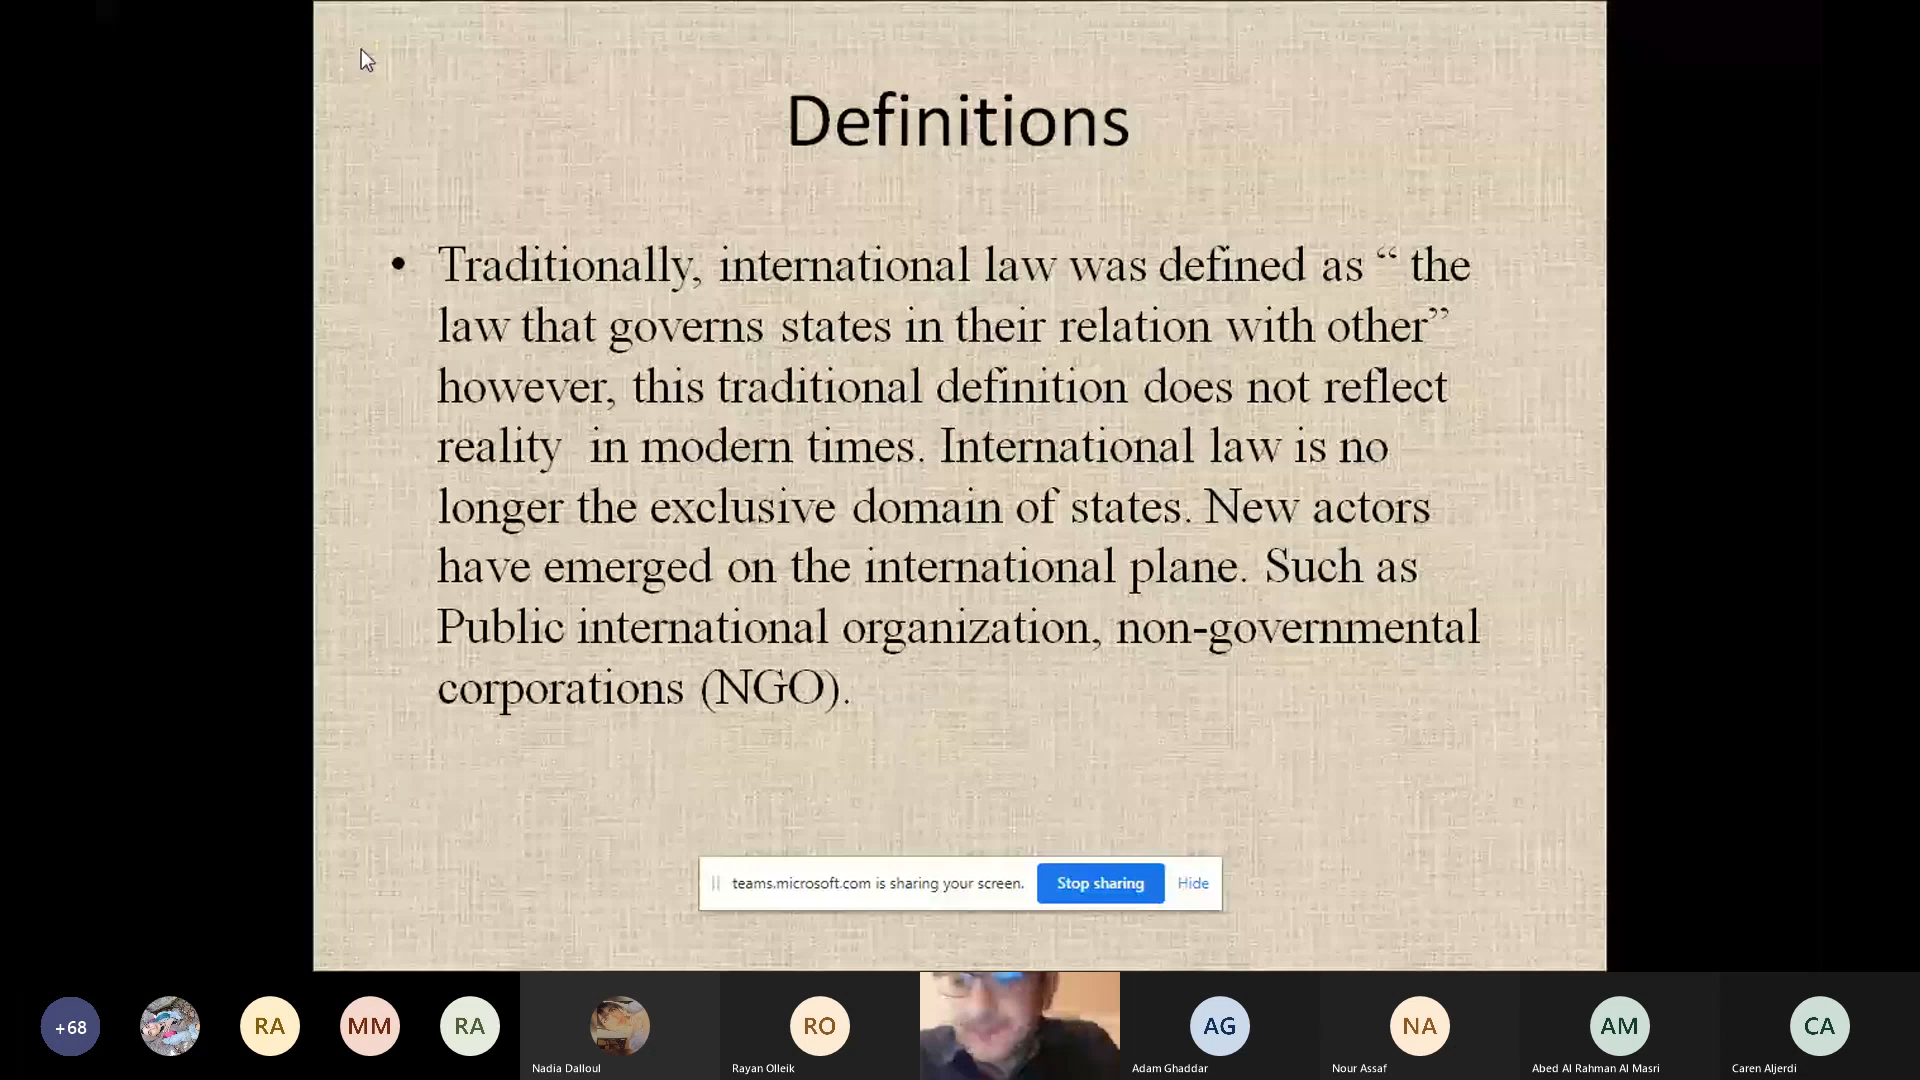 Definitions
• Traditionally, international law was defined as “ the
law that governs states in their relation with other”
however, this traditional definition does not reflect
reality in modern times. International law is no
longer the exclusive domain of states. New actors
have emerged on the international plane. Such as
Public international organization, non-governmental
corporations (NGO).
teams.microsoft.com is sharing your screen. Stop sharing Hide
+68 RA MM RA RO AG NA AM CA
Nadia Dalloul Rayan Olleik Adam Ghaddar Nour Assaf Abed Al Rahman Al Masri Caren Aljerdi